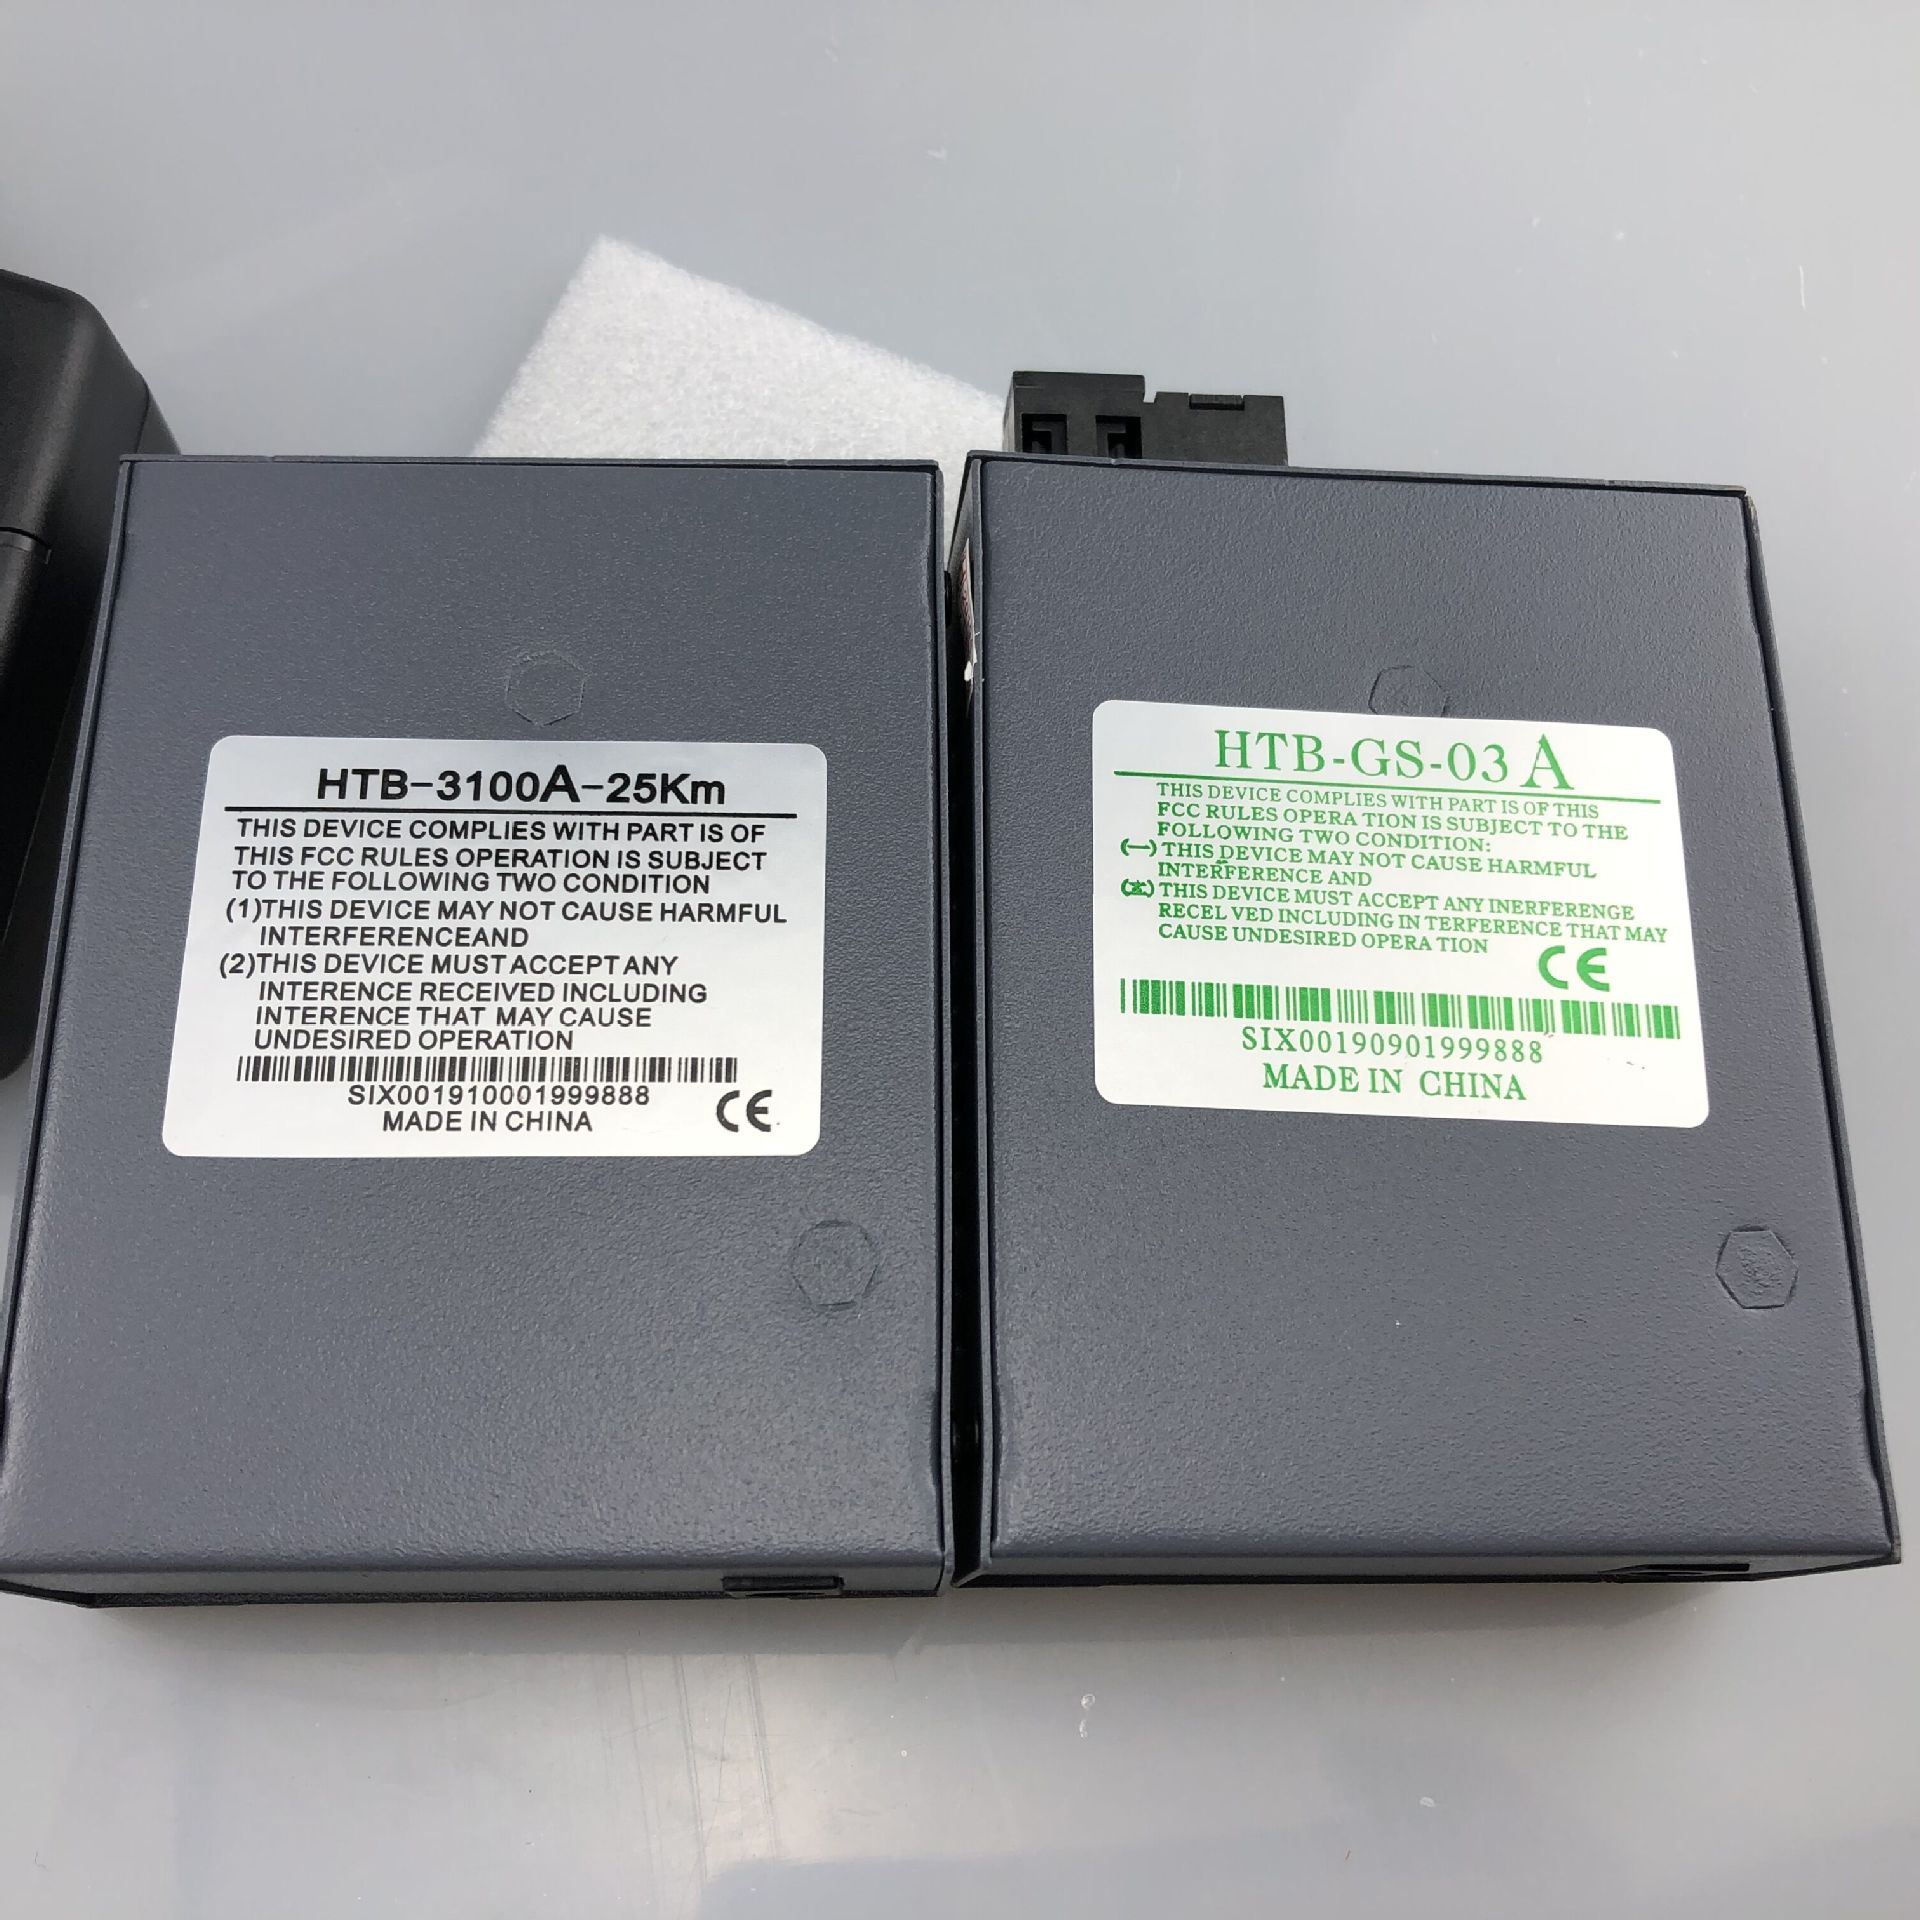 HTB-3100A-25Km
THIS DEVICE COMPLIES WITH PART IS OF
THIS FCC RULES OPERATION IS SUBJECT
TO THE FOLLOWING TWO CONDITION
(1)THIS DEVICE MAY NOT CAUSE HARMFUL
INTERFERENCEAND
(2)THIS DEVICE MUST ACCEPT ANY
INTERENCE RECEIVED INCLUDING
INTERENCE THAT MAY CAUSE
UNDESIRED OPERATION
SIX001910001999888
MADE IN CHINA
CE
HTB-GS-03 A
THIS DEVICE COMPLIES WITH PART IS OF THIS
FCC RULES OPERA TION IS SUBJECT TO THE
FOLLOWING TWO CONDITION:
(一) THIS DEVICE MAY NOT CAUSE HARMFUL
INTERFERENCE AND
THIS DEVICE MUST ACCEPT ANY INERFERENGE
RECEL VED INCLUDING IN TERFERENCE THAT MAY
CAUSE UNDESIRED OPERA TION
CE
SIX00190901999888
MADE IN CHINA